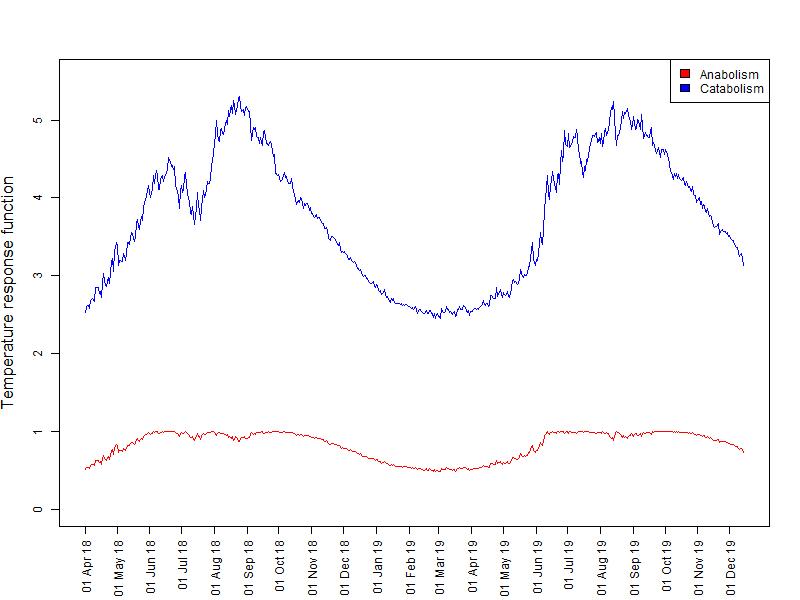 Anabolism
Catabolism
Temperature response function
5
4
3
2
1
0
01 Apr 18
01 May 18
01 Jun 18
01 Jul 18
01 Aug 18
01 Sep 18
01 Oct 18
01 Nov 18
01 Dec 18
01 Jan 19
01 Feb 19
01 Mar 19
01 Apr 19
01 May 19
01 Jun 19
01 Jul 19
01 Aug 19
01 Sep 19
01 Oct 19
01 Nov 19
01 Dec 19